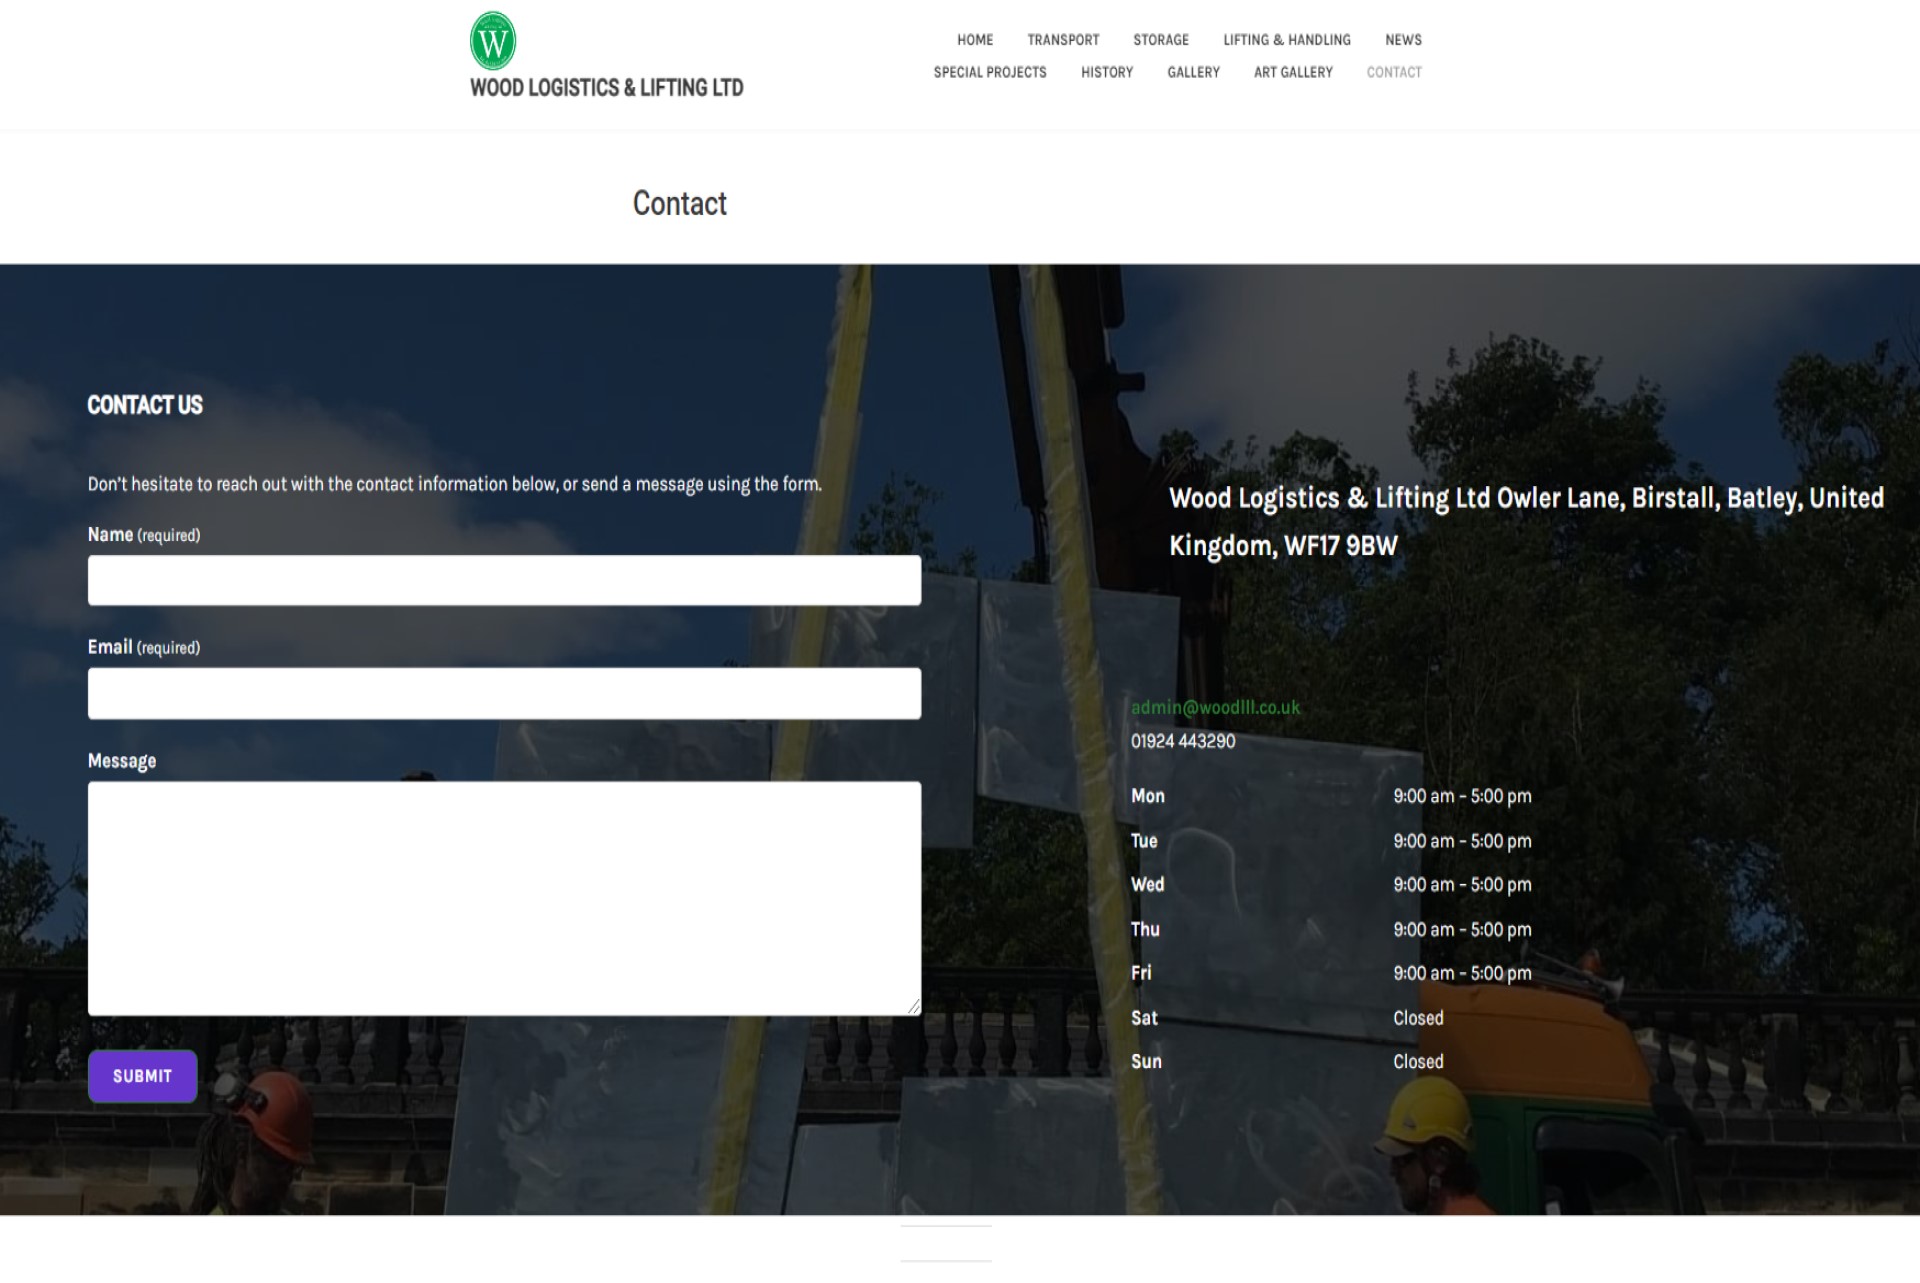 W
WOOD LOGISTICS & LIFTING LTD
HOME TRANSPORT STORAGE LIFTING & HANDLING NEWS
SPECIAL PROJECTS HISTORY GALLERY ART GALLERY CONTACT
Contact
CONTACT US
Don't hesitate to reach out with the contact information below, or send a message using the form.
Name (required)
Email (required)
Message
SUBMIT
Wood Logistics & Lifting Ltd Owler Lane, Birstall, Batley, United
Kingdom, WF17 9BW
admin@woodlll.co.uk
01924 443290
Mon 9:00 am – 5:00 pm
Tue 9:00 am – 5:00 pm
Wed 9:00 am – 5:00 pm
Thu 9:00 am – 5:00 pm
Fri 9:00 am – 5:00 pm
Sat Closed
Sun Closed